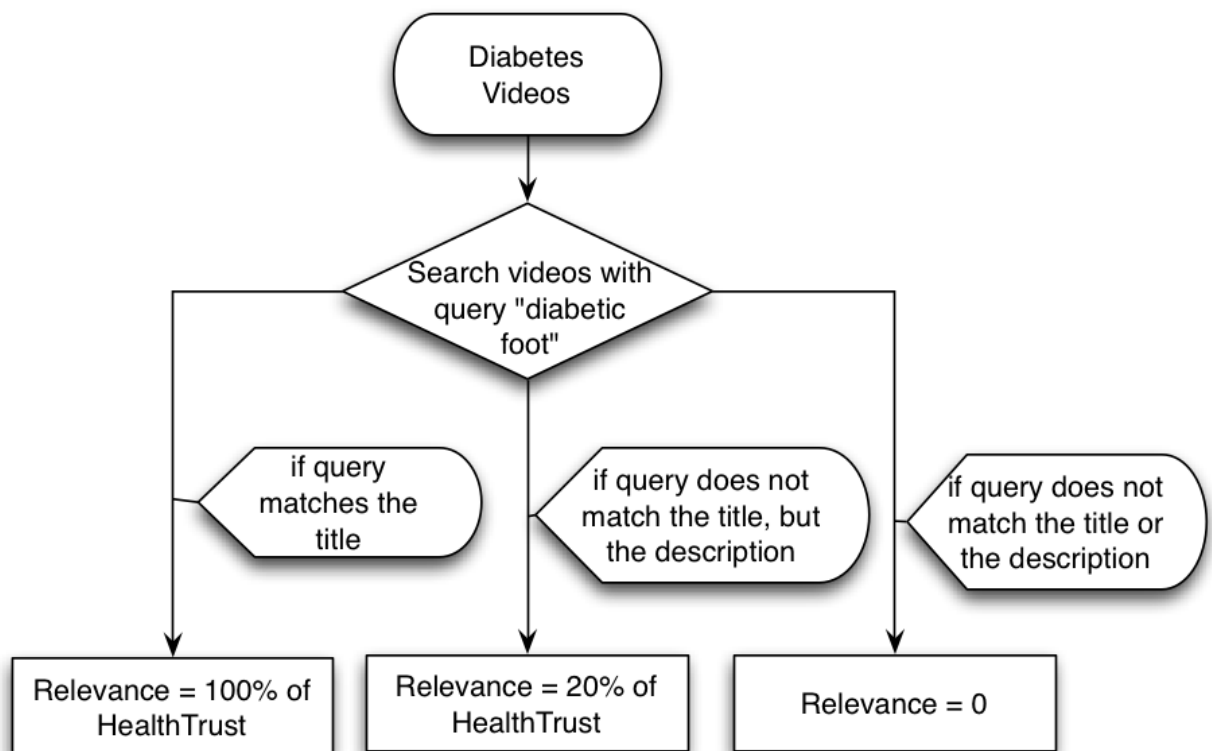 Diabetes
Videos
Search videos with
query "diabetic
foot"
if query
matches the
title
if query does not
match the title, but
the description
if query does not
match the title or
the description
Relevance = 100% of
HealthTrust
Relevance = 20% of
HealthTrust
Relevance = 0